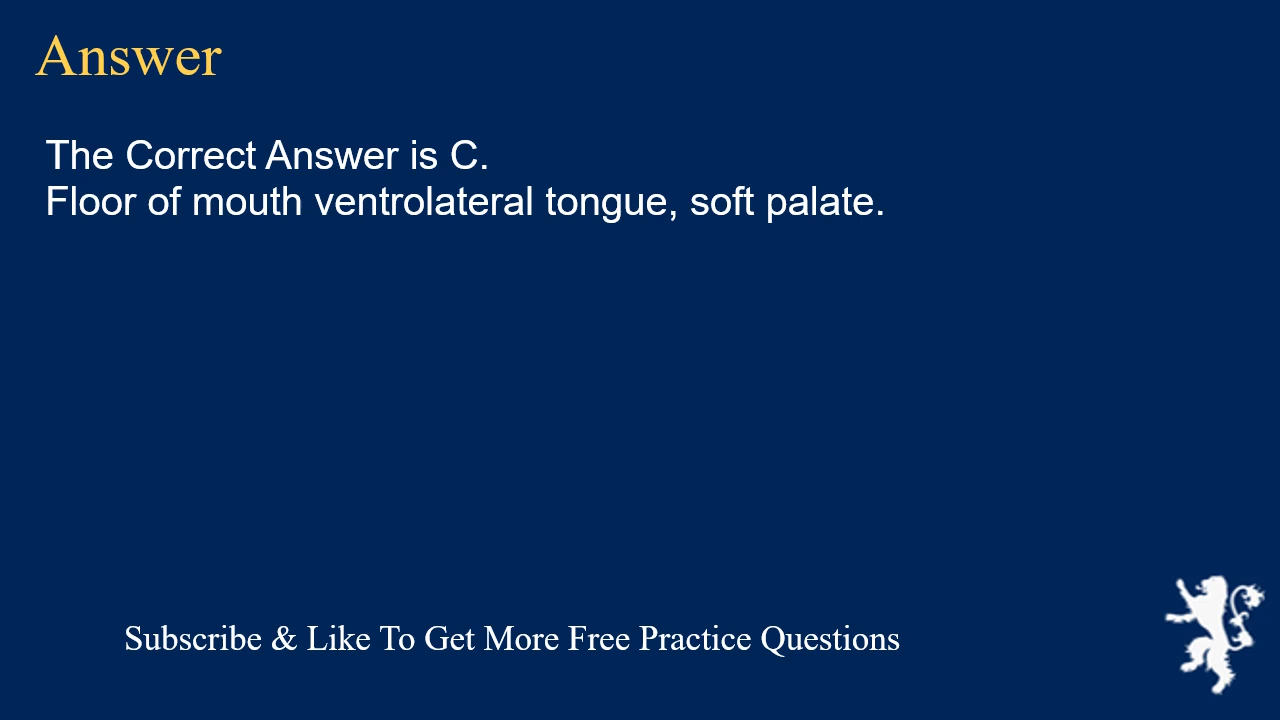 Answer
The Correct Answer is C.
Floor of mouth ventrolateral tongue, soft palate.
Subscribe & Like To Get More Free Practice Questions